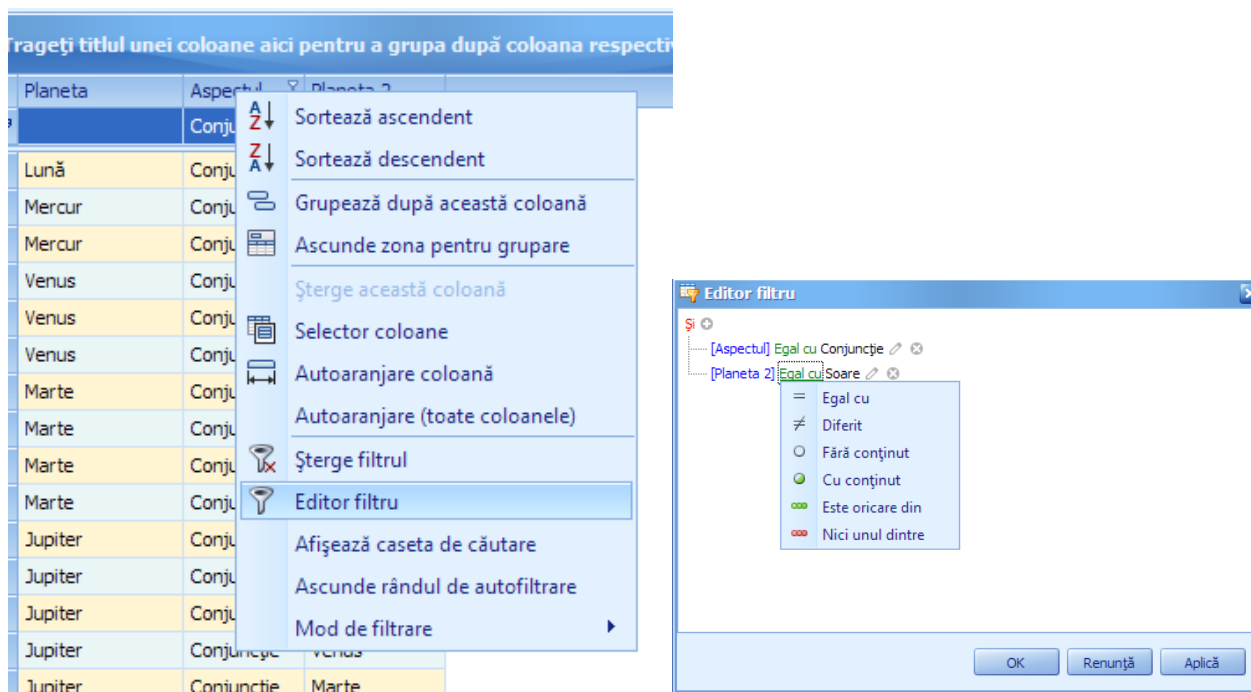 Trageţi titlul unei coloane aici pentru a grupa după coloana respectiv
Planeta Aspectul Planeta 2
Conju
Lună Conju
Mercur Conju
Mercur Conju
Venus Conju
Venus Conju
Venus Conju
Marte Conju
Marte Conju
Marte Conju
Marte Conju
Jupiter Conju
Jupiter Conju
Jupiter Conju
Jupiter Conjuncţie Venus
Jupiter Conjuncţie Marte
Sortează ascendent
Sortează descendent
Grupează după această coloană
Ascunde zona pentru grupare
Şterge această coloană
Selector coloane
Autoaranjare coloană
Autoaranjare (toate coloanele)
Şterge filtrul
Editor filtru
Afişează caseta de căutare
Ascunde rândul de autofiltrare
Mod de filtrare
Editor filtru
Şi
[Aspectul] Egal cu Conjuncţie
[Planeta 2] Egal cu Soare
Egal cu
Diferit
Fără conţinut
Cu conţinut
Este oricare din
Nici unul dintre
OK Renunţă Aplică